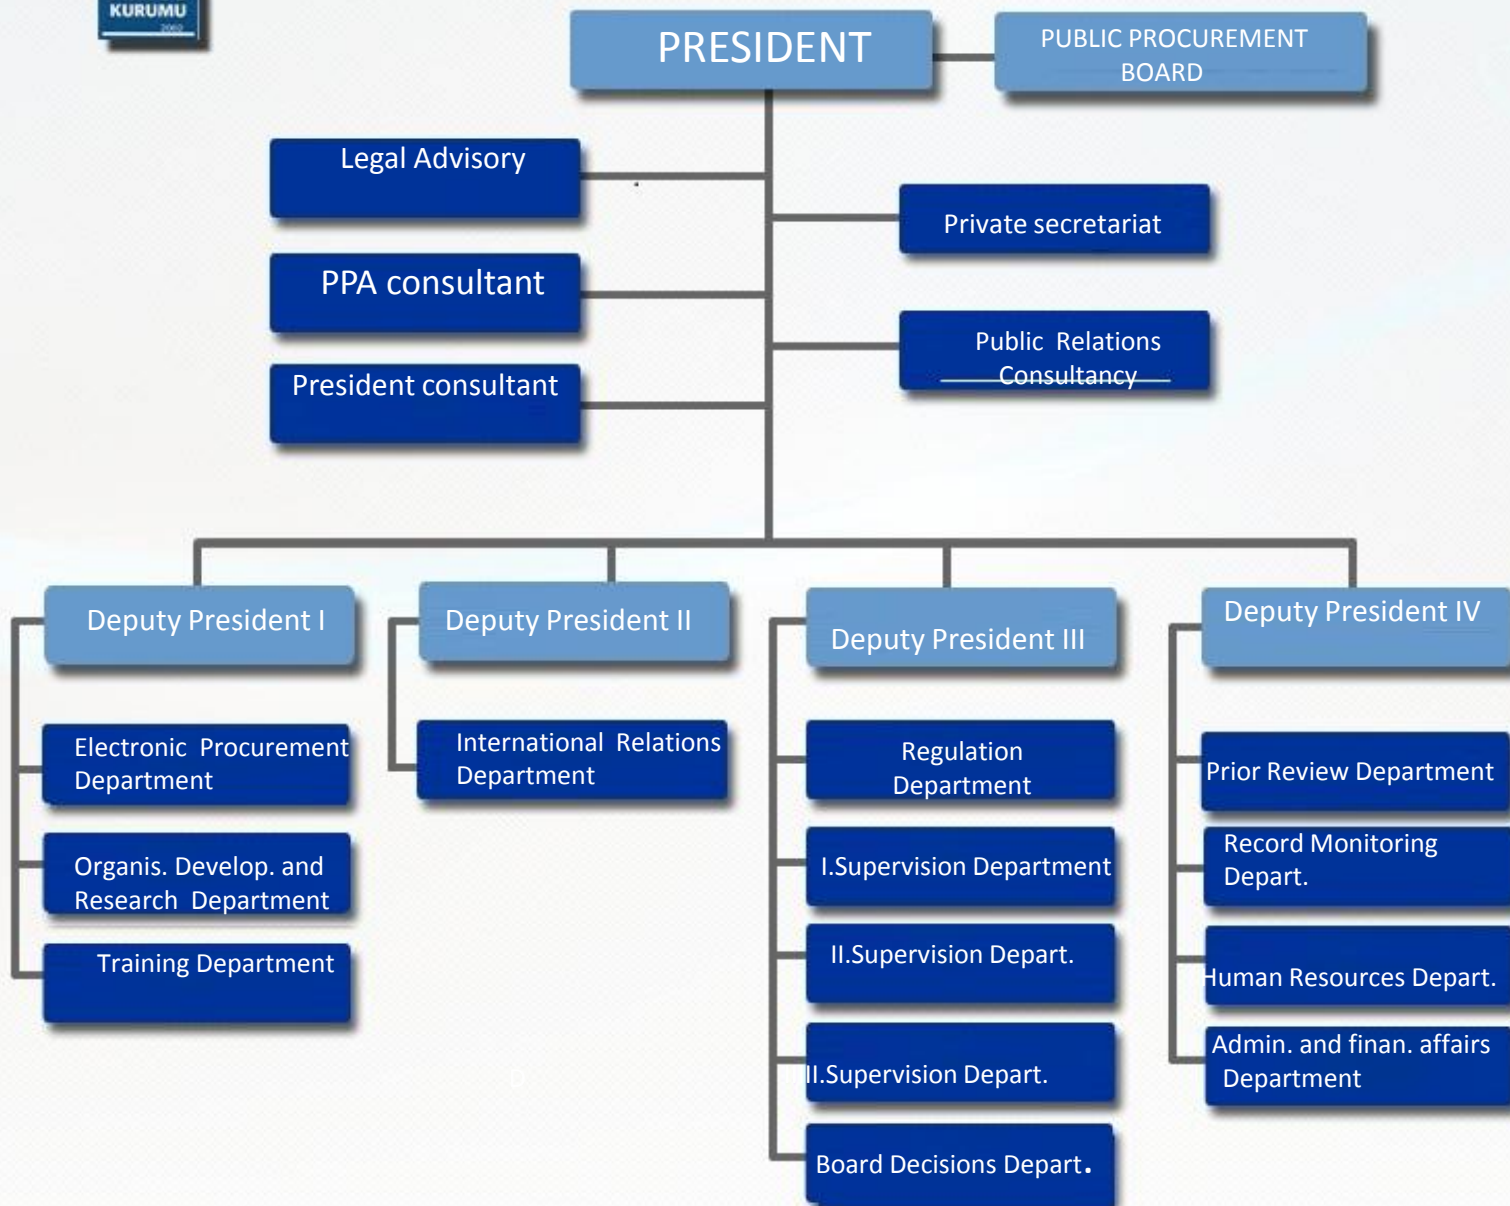 KURUMU
2002
PRESIDENT
PUBLIC PROCUREMENT
BOARD
Legal Advisory
Private secretariat
PPA consultant
Public Relations
Consultancy
President consultant
Deputy President I
Deputy President II
Deputy President III
Deputy President IV
Electronic Procurement
Department
Organis. Develop. and
Research Department
Training Department
International Relations
Department
Regulation
Department
I.Supervision Department
II.Supervision Depart.
II.Supervision Depart.
Board Decisions Depart.
Prior Review Department
Record Monitoring
Depart.
Human Resources Depart.
Admin. and finan. affairs
Department